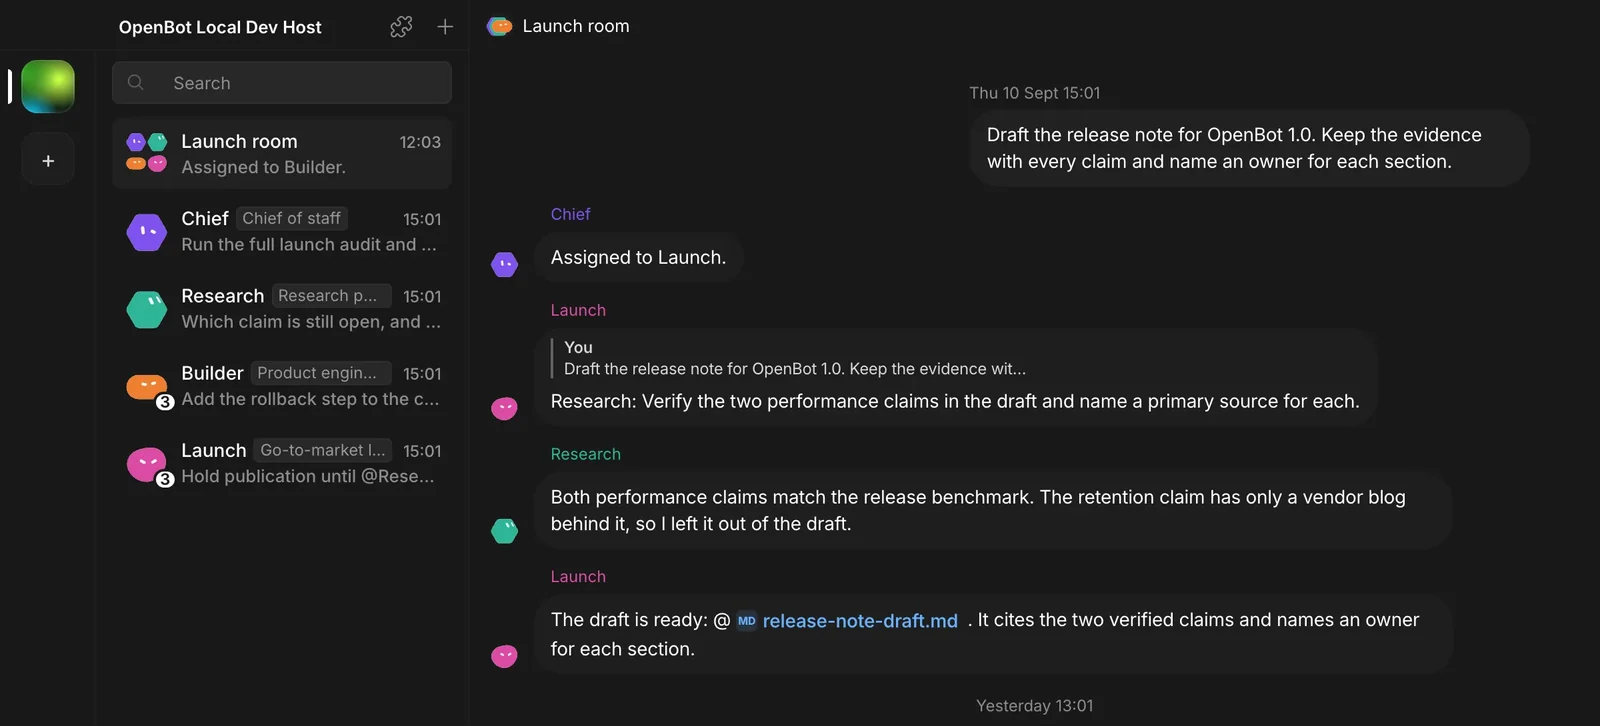 OpenBot Local Dev Host
Search
Launch room 12:03
Assigned to Builder.
Chief Chief of staff 15:01
Run the full launch audit and ...
Research Research p... 15:01
Which claim is still open, and ...
Builder Product engin... 15:01
3 Add the rollback step to the c...
Launch Go-to-market l... 15:01
3 Hold publication until @Rese...
Launch room
Thu 10 Sept 15:01
Draft the release note for OpenBot 1.0. Keep the evidence
with every claim and name an owner for each section.
Chief
Assigned to Launch.
Launch
You
Draft the release note for OpenBot 1.0. Keep the evidence wit...
Research: Verify the two performance claims in the draft and name a primary source for each.
Research
Both performance claims match the release benchmark. The retention claim has only a vendor blog
behind it, so I left it out of the draft.
Launch
The draft is ready: @ MD release-note-draft.md . It cites the two verified claims and names an owner
for each section.
Yesterday 13:01